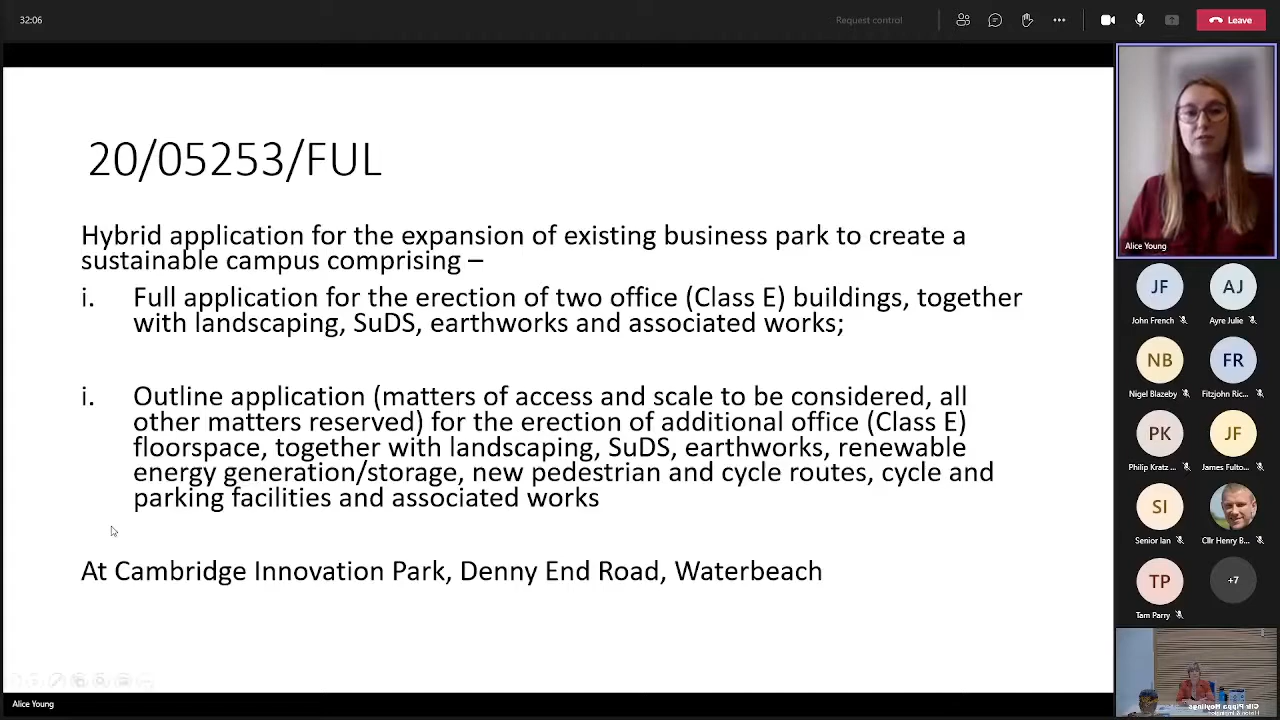 32:06
Request control
Leave
20/05253/FUL
Hybrid application for the expansion of existing business park to create a
sustainable campus comprising –
i. Full application for the erection of two office (Class E) buildings, together
with landscaping, SuDS, earthworks and associated works;
i. Outline application (matters of access and scale to be considered, all
other matters reserved) for the erection of additional office (Class E)
floorspace, together with landscaping, SuDS, earthworks, renewable
energy generation/storage, new pedestrian and cycle routes, cycle and
parking facilities and associated works
At Cambridge Innovation Park, Denny End Road, Waterbeach
Alice Young
Alice Young
JF
AJ
John French
Ayre Julie
NB
FR
Nigel Blazeby
Fitzjohn Ric...
PK
JF
Philip Kratz ...
James Fulto...
SI
Senior Ian
Cllr Henry B...
TP
+7
Tam Parry